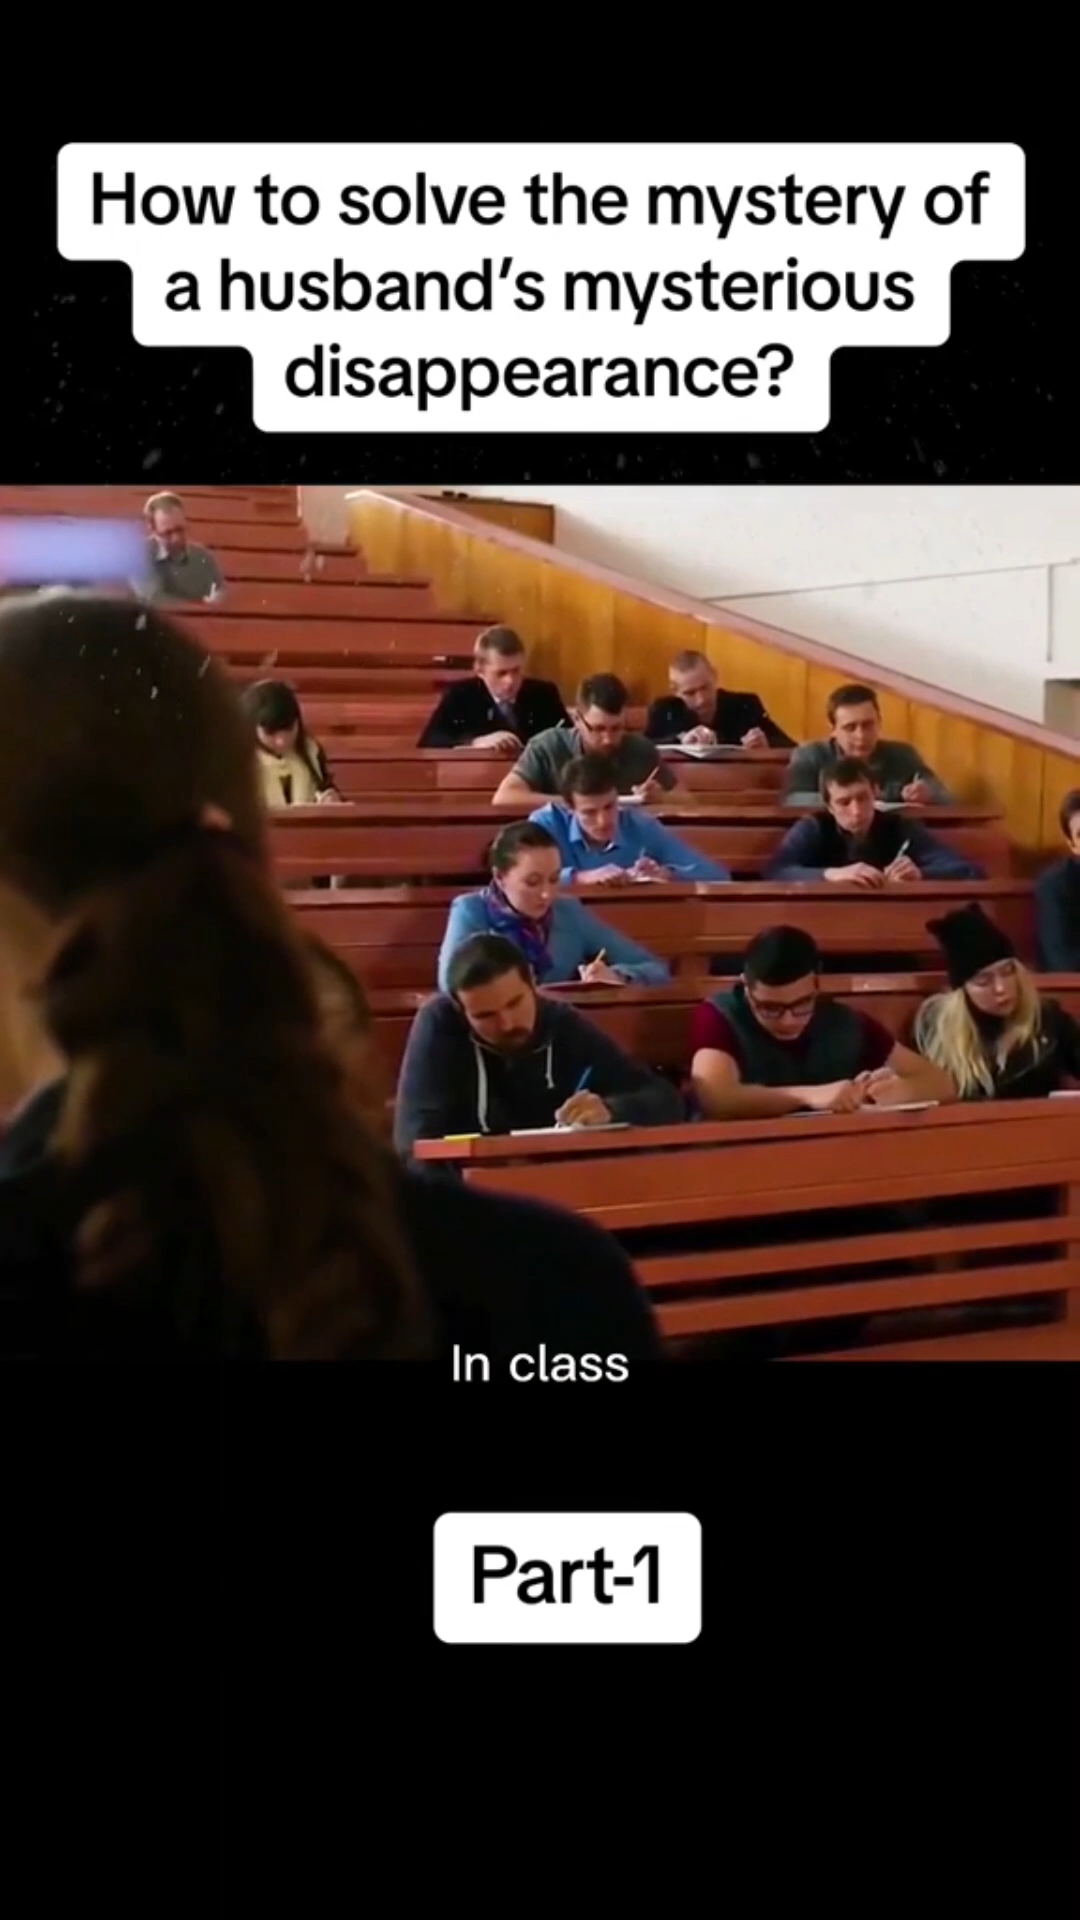 How to solve the mystery of
a husband’s mysterious
disappearance?
In class
Part-1